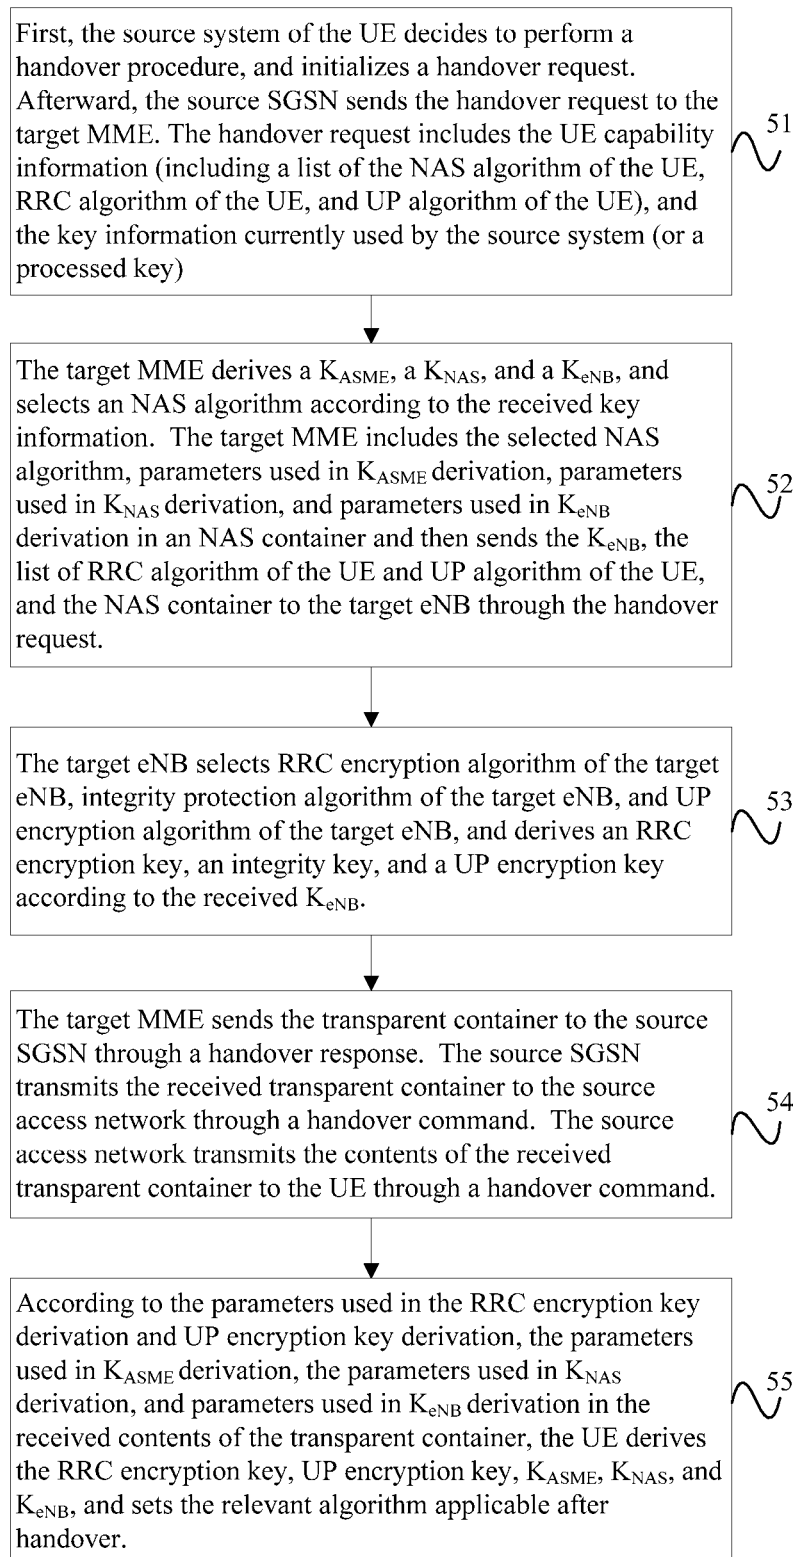 First, the source system of the UE decides to perform a
handover procedure, and initializes a handover request.
Afterward, the source SGSN sends the handover request to the
target MME. The handover request includes the UE capability
information (including a list of the NAS algorithm of the UE,
RRC algorithm of the UE, and UP algorithm of the UE), and
the key information currently used by the source system (or a
processed key)
51
The target MME derives a KASME, a KNAS, and a KeNB, and
selects an NAS algorithm according to the received key
information. The target MME includes the selected NAS
algorithm, parameters used in KASME derivation, parameters
used in KNAS derivation, and parameters used in KeNB
derivation in an NAS container and then sends the KeNB, the
list of RRC algorithm of the UE and UP algorithm of the UE,
and the NAS container to the target eNB through the handover
request.
52
The target eNB selects RRC encryption algorithm of the target
eNB, integrity protection algorithm of the target eNB, and UP
encryption algorithm of the target eNB, and derives an RRC
encryption key, an integrity key, and a UP encryption key
according to the received KeNB.
53
The target MME sends the transparent container to the source
SGSN through a handover response. The source SGSN
transmits the received transparent container to the source
access network through a handover command. The source
access network transmits the contents of the received
transparent container to the UE through a handover command.
54
According to the parameters used in the RRC encryption key
derivation and UP encryption key derivation, the parameters
used in KASME derivation, the parameters used in KNAS
derivation, and parameters used in KeNB derivation in the
received contents of the transparent container, the UE derives
the RRC encryption key, UP encryption key, KASME, KNAS, and
KeNB, and sets the relevant algorithm applicable after
handover.
55